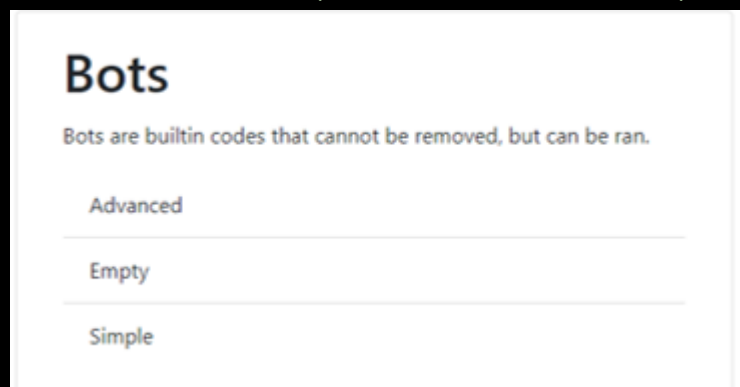 Bots
Bots are builtin codes that cannot be removed, but can be ran.
Advanced
Empty
Simple